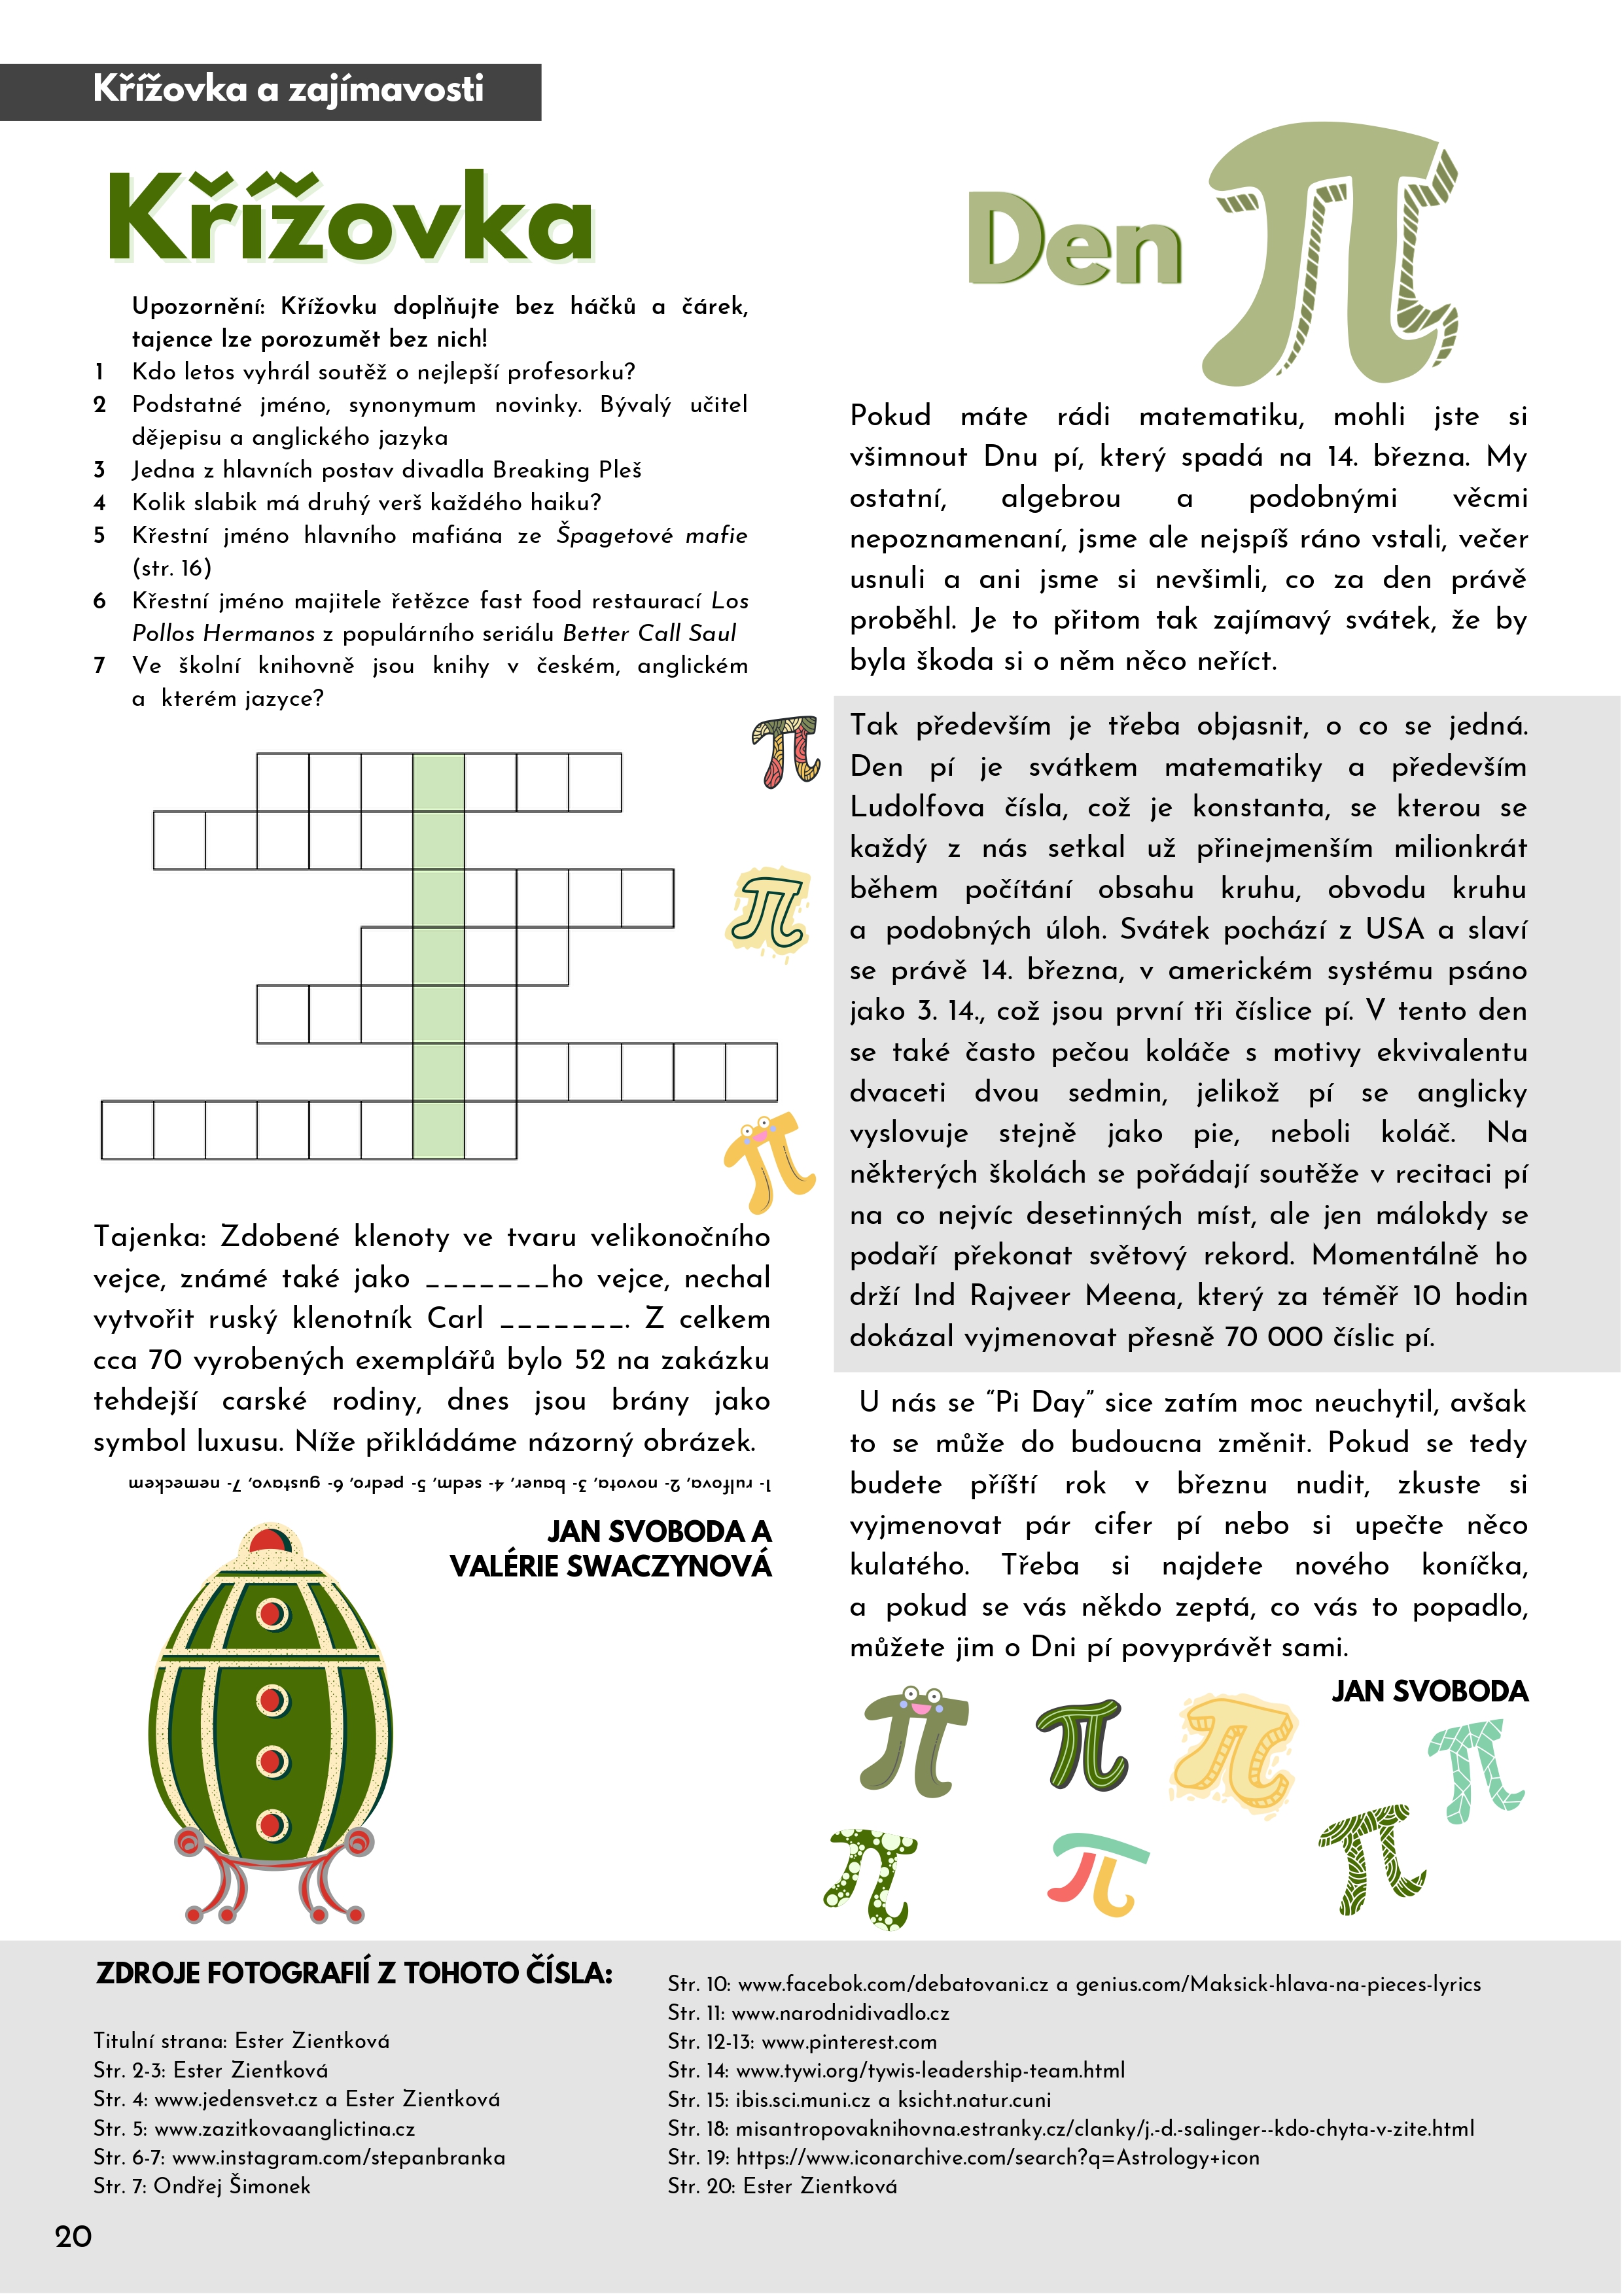 Křížovka a zajímavosti
Křížovka
Upozornění: Křížovku doplňujte bez háčků a čárek,
tajence lze porozumět bez nich!
1 Kdo letos vyhrál soutěž o nejlepší profesorku?
2 Podstatné jméno, synonymum novinky. Bývalý učitel
dějepisu a anglického jazyka
3 Jedna z hlavních postav divadla Breaking Pleš
4 Kolik slabik má druhý verš každého haiku?
5 Křestní jméno hlavního mafiána ze Špagetové mafie
(str. 16)
6 Křestní jméno majitele řetězce fast food restaurací Los
Pollos Hermanos z populárního seriálu Better Call Saul
7 Ve školní knihovně jsou knihy v českém, anglickém
a kterém jazyce?
Tajenka: Zdobené klenoty ve tvaru velikonočního
vejce, známé také jako _______ho vejce, nechal
vytvořit ruský klenotník Carl _______. Z celkem
cca 70 vyrobených exemplářů bylo 52 na zakázku
tehdejší carské rodiny, dnes jsou brány jako
symbol luxusu. Níže přikládáme názorný obrázek.
1- rulfova, 2- novota, 3- bauer, 4- sedm, 5- pedro, 6- gustavo, 7- nemeckem
JAN SVOBODA A
VALÉRIE SWACZYNOVÁ
Den π
Pokud máte rádi matematiku, mohli jste si
všimnout Dnu pí, který spadá na 14. března. My
ostatní, algebrou a podobnými věcmi
nepoznamenaní, jsme ale nejspíš ráno vstali, večer
usnuli a ani jsme si nevšimli, co za den právě
proběhl. Je to přitom tak zajímavý svátek, že by
byla škoda si o něm něco neříct.
Tak především je třeba objasnit, o co se jedná.
Den pí je svátkem matematiky a především
Ludolfova čísla, což je konstanta, se kterou se
každý z nás setkal už přinejmenším milionkrát
během počítání obsahu kruhu, obvodu kruhu
a podobných úloh. Svátek pochází z USA a slaví
se právě 14. března, v americkém systému psáno
jako 3. 14., což jsou první tři číslice pí. V tento den
se také často pečou koláče s motivy ekvivalentu
dvaceti dvou sedmin, jelikož pí se anglicky
vyslovuje stejně jako pie, neboli koláč. Na
některých školách se pořádají soutěže v recitaci pí
na co nejvíc desetinných míst, ale jen málokdy se
podaří překonat světový rekord. Momentálně ho
drží Ind Rajveer Meena, který za téměř 10 hodin
dokázal vyjmenovat přesně 70 000 číslic pí.
U nás se “Pi Day” sice zatím moc neuchytil, avšak
to se může do budoucna změnit. Pokud se tedy
budete příští rok v březnu nudit, zkuste si
vyjmenovat pár cifer pí nebo si upečte něco
kulatého. Třeba si najdete nového koníčka,
a pokud se vás někdo zeptá, co vás to popadlo,
můžete jim o Dni pí povyprávět sami.
JAN SVOBODA
ZDROJE FOTOGRAFIÍ Z TOHOTO ČÍSLA:
Titulní strana: Ester Zientková
Str. 2-3: Ester Zientková
Str. 4: www.jedensvet.cz a Ester Zientková
Str. 5: www.zazitkovaanglictina.cz
Str. 6-7: www.instagram.com/stepanbranka
Str. 7: Ondřej Šimonek
Str. 10: www.facebok.com/debatovani.cz a genius.com/Maksick-hlava-na-pieces-lyrics
Str. 11: www.narodnidivadlo.cz
Str. 12-13: www.pinterest.com
Str. 14: www.tywi.org/tywis-leadership-team.html
Str. 15: ibis.sci.muni.cz a ksicht.natur.cuni
Str. 18: misantropovaknihovna.estranky.cz/clanky/j.-d.-salinger--kdo-chyta-v-zite.html
Str. 19: https://www.iconarchive.com/search?q=Astrology+icon
Str. 20: Ester Zientková
20